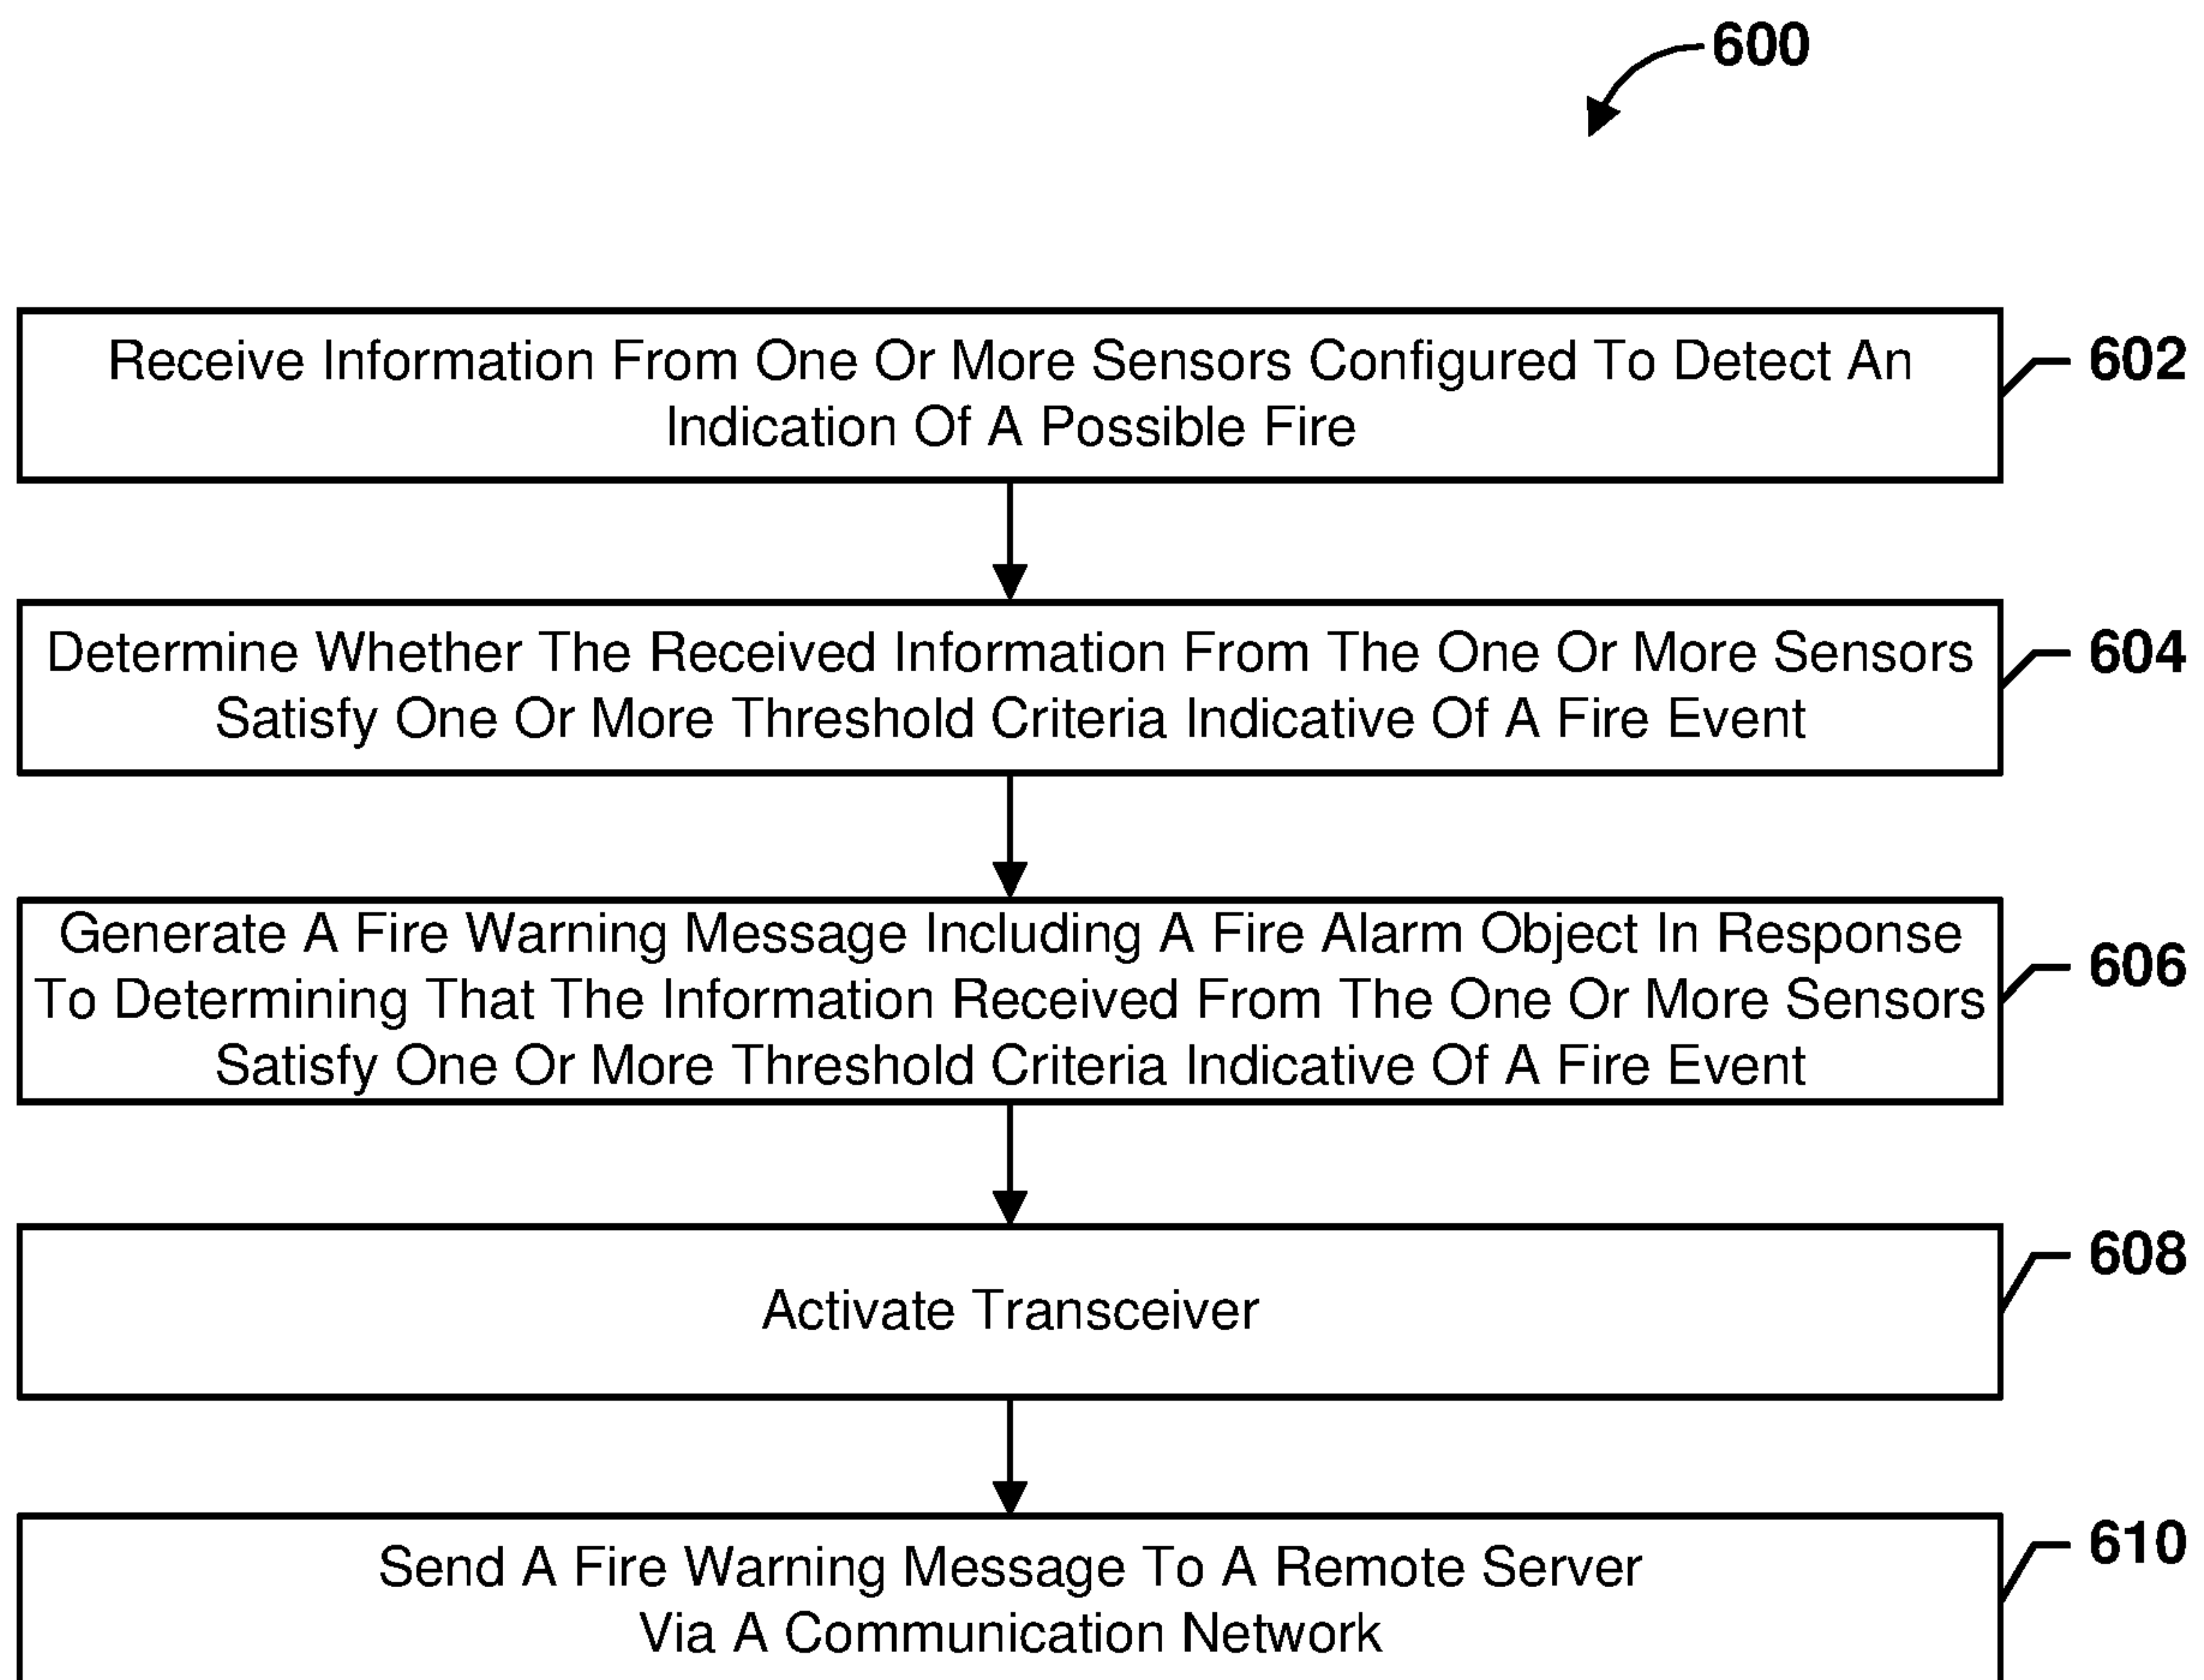 600
Receive Information From One Or More Sensors Configured To Detect An
Indication Of A Possible Fire
602
Determine Whether The Received Information From The One Or More Sensors
Satisfy One Or More Threshold Criteria Indicative Of A Fire Event
604
Generate A Fire Warning Message Including A Fire Alarm Object In Response
To Determining That The Information Received From The One Or More Sensors
Satisfy One Or More Threshold Criteria Indicative Of A Fire Event
606
Activate Transceiver
608
Send A Fire Warning Message To A Remote Server
Via A Communication Network
610